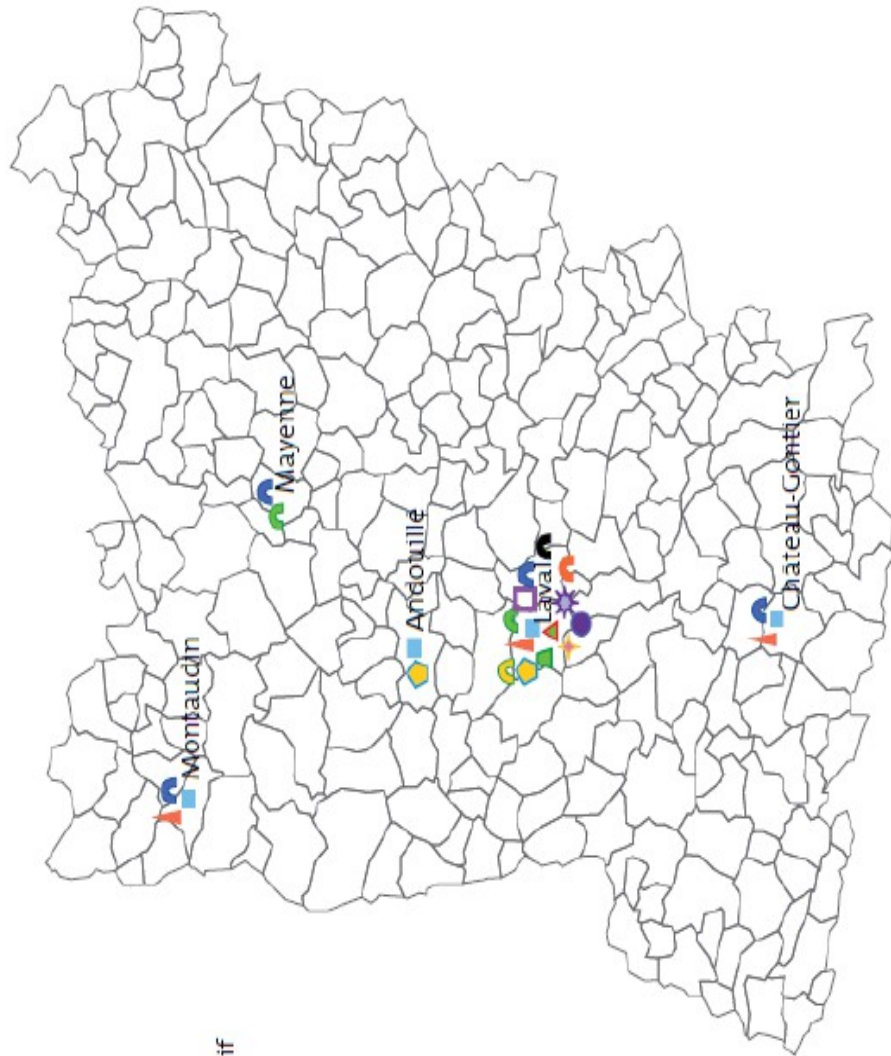 Montaudin
Mayenne
Andouillé
Laval
Château-Gontier
if